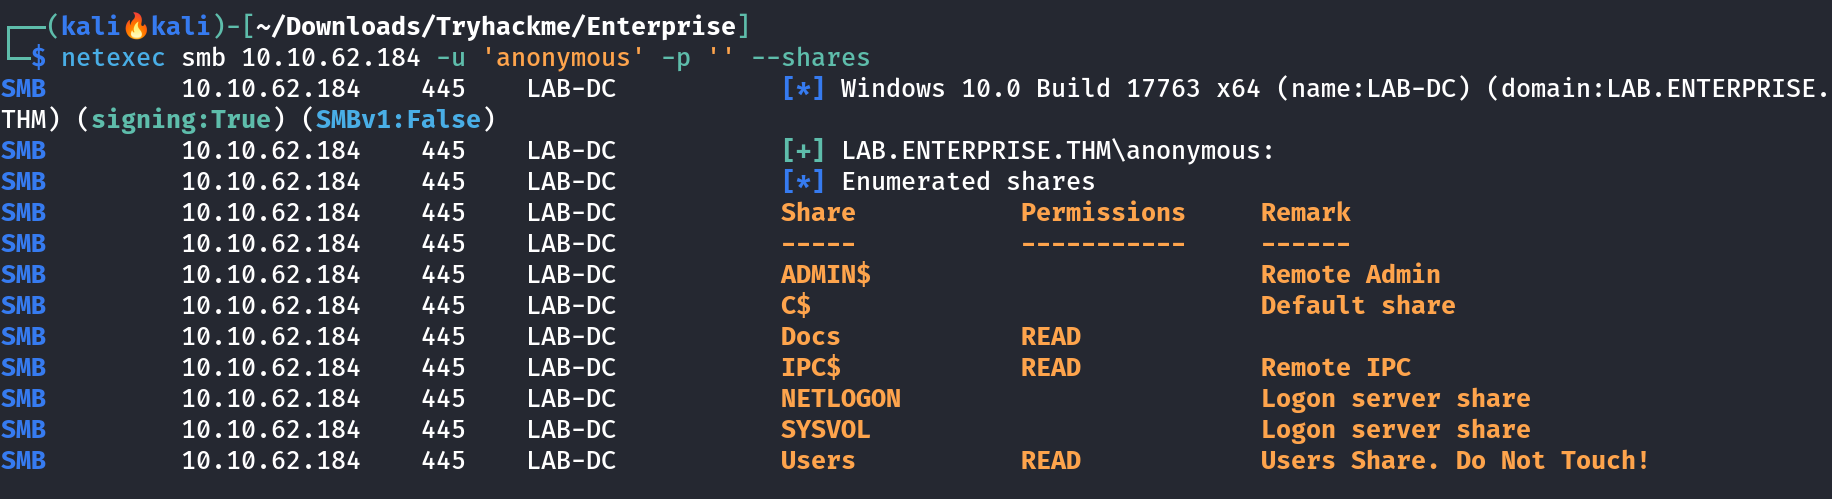 ┌──(kali🔥kali)-[~/Downloads/Tryhackme/Enterprise]
└─$ netexec smb 10.10.62.184 -u 'anonymous' -p '' --shares
SMB         10.10.62.184    445    LAB-DC           [*] Windows 10.0 Build 17763 x64 (name:LAB-DC) (domain:LAB.ENTERPRISE.
THM) (signing:True) (SMBv1:False)
SMB         10.10.62.184    445    LAB-DC           [+] LAB.ENTERPRISE.THM\anonymous:
SMB         10.10.62.184    445    LAB-DC           [*] Enumerated shares
SMB         10.10.62.184    445    LAB-DC           Share           Permissions     Remark
SMB         10.10.62.184    445    LAB-DC           -----           -----------     ------
SMB         10.10.62.184    445    LAB-DC           ADMIN$                          Remote Admin
SMB         10.10.62.184    445    LAB-DC           C$                              Default share
SMB         10.10.62.184    445    LAB-DC           Docs            READ
SMB         10.10.62.184    445    LAB-DC           IPC$            READ            Remote IPC
SMB         10.10.62.184    445    LAB-DC           NETLOGON                        Logon server share
SMB         10.10.62.184    445    LAB-DC           SYSVOL                          Logon server share
SMB         10.10.62.184    445    LAB-DC           Users           READ            Users Share. Do Not Touch!